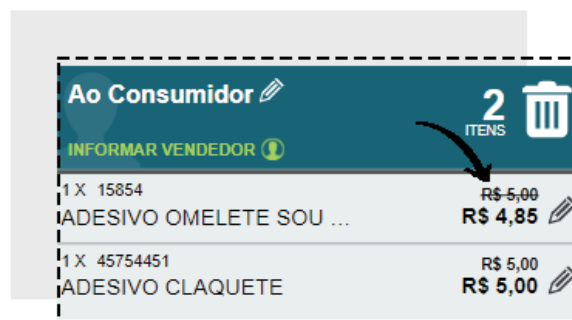 Ao Consumidor
2
ITENS
INFORMAR VENDEDOR
1 X 15854
R$ 5,00
ADESIVO OMELETE SOU ...
R$ 4,85
1 X 45754451
R$ 5,00
ADESIVO CLAQUETE
R$ 5,00